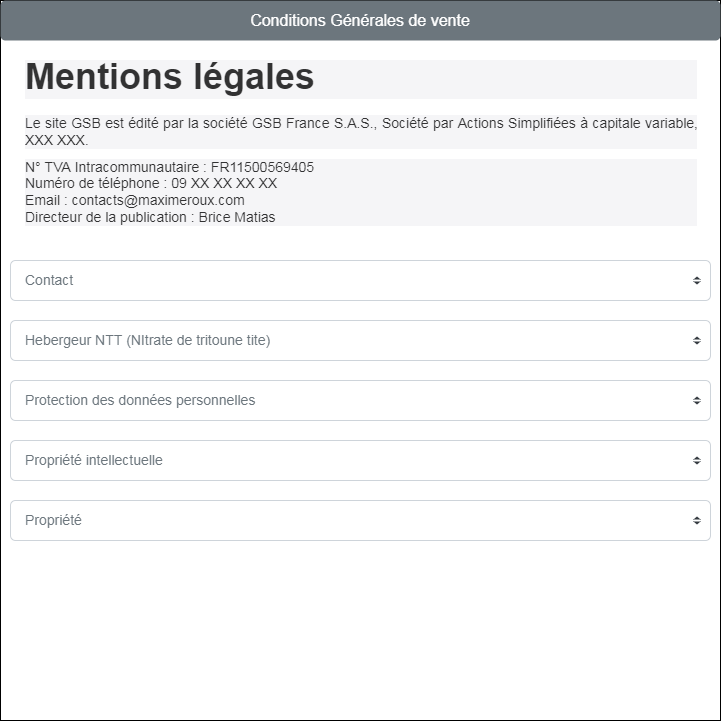 Conditions Générales de vente
Mentions légales
Le site GSB est édité par la société GSB France S.A.S., Société par Actions Simplifiées à capitale variable,
XXX XXX.
N° TVA Intracommunautaire : FR11500569405
Numéro de téléphone : 09 XX XX XX XX
Email : contacts@maximeroux.com
Directeur de la publication : Brice Matias
Contact
Hebergeur NTT (NItrate de tritoune tite)
Protection des données personnelles
Propriété intellectuelle
Propriété